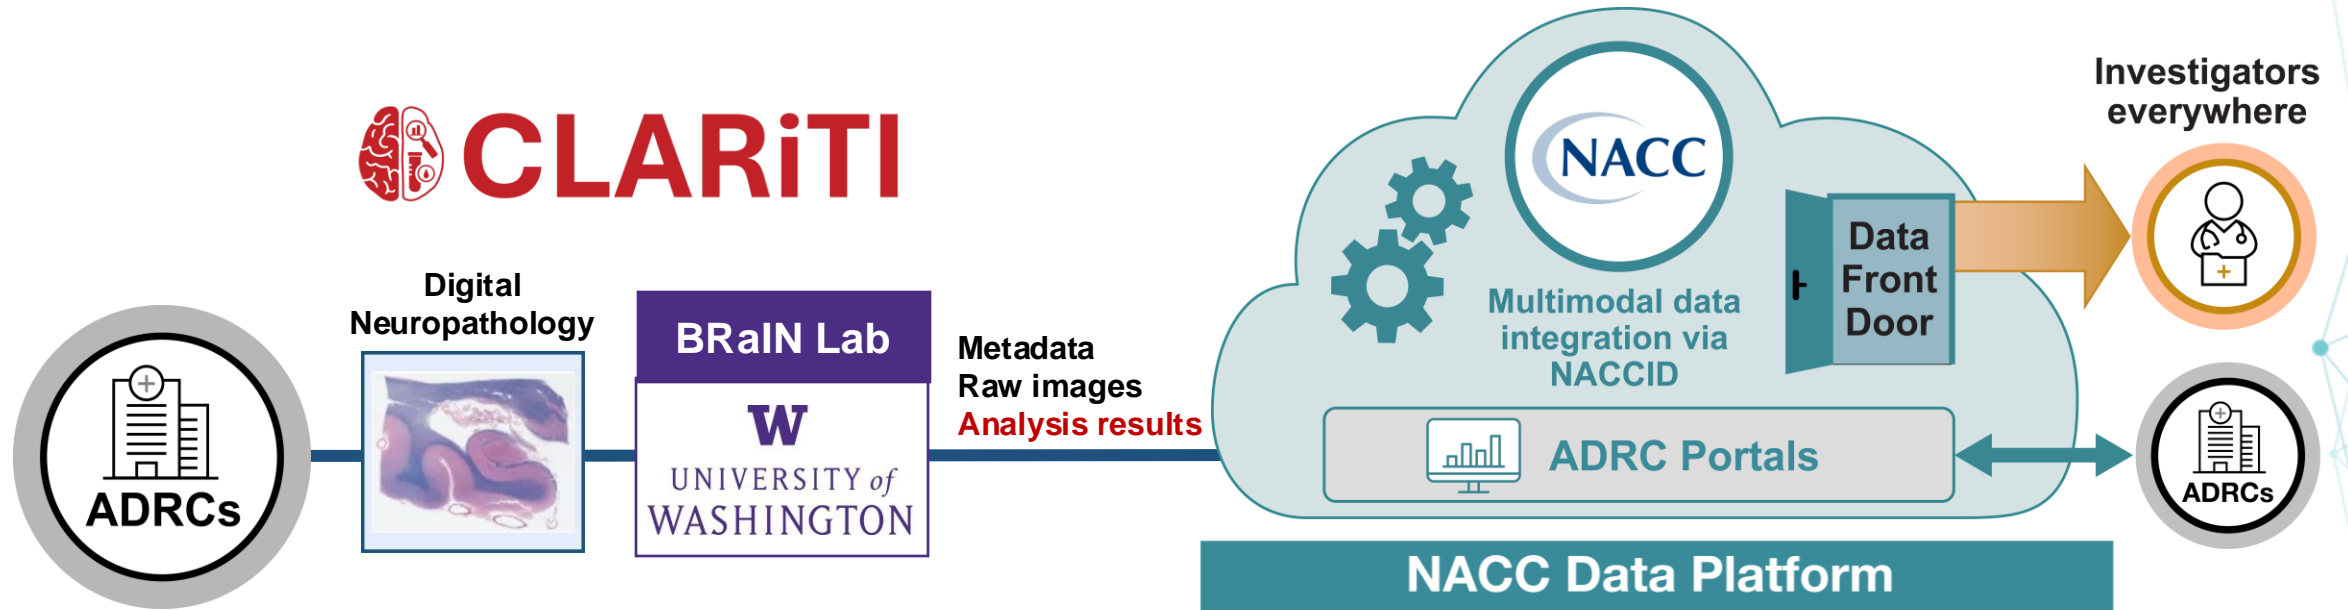 CLARiTI
ADRCs
Digital
Neuropathology
BRaIN Lab
W
UNIVERSITY of
WASHINGTON
Metadata
Raw images
Analysis results
NACC
Multimodal data
integration via
NACCID
Data
Front
Door
ADRC Portals
NACC Data Platform
Investigators
everywhere
ADRCs